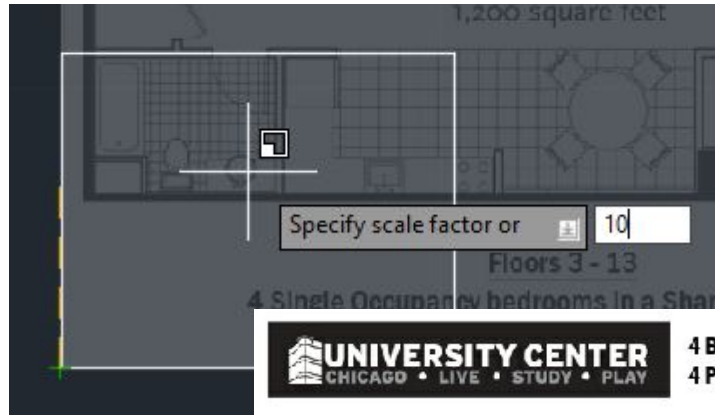 1,200 square feet
Specify scale factor or 10
Floors 3 - 13
4 Single Occupancy bedrooms in a Shar
UNIVERSITY CENTER
CHICAGO • LIVE • STUDY • PLAY
4 B
4 P